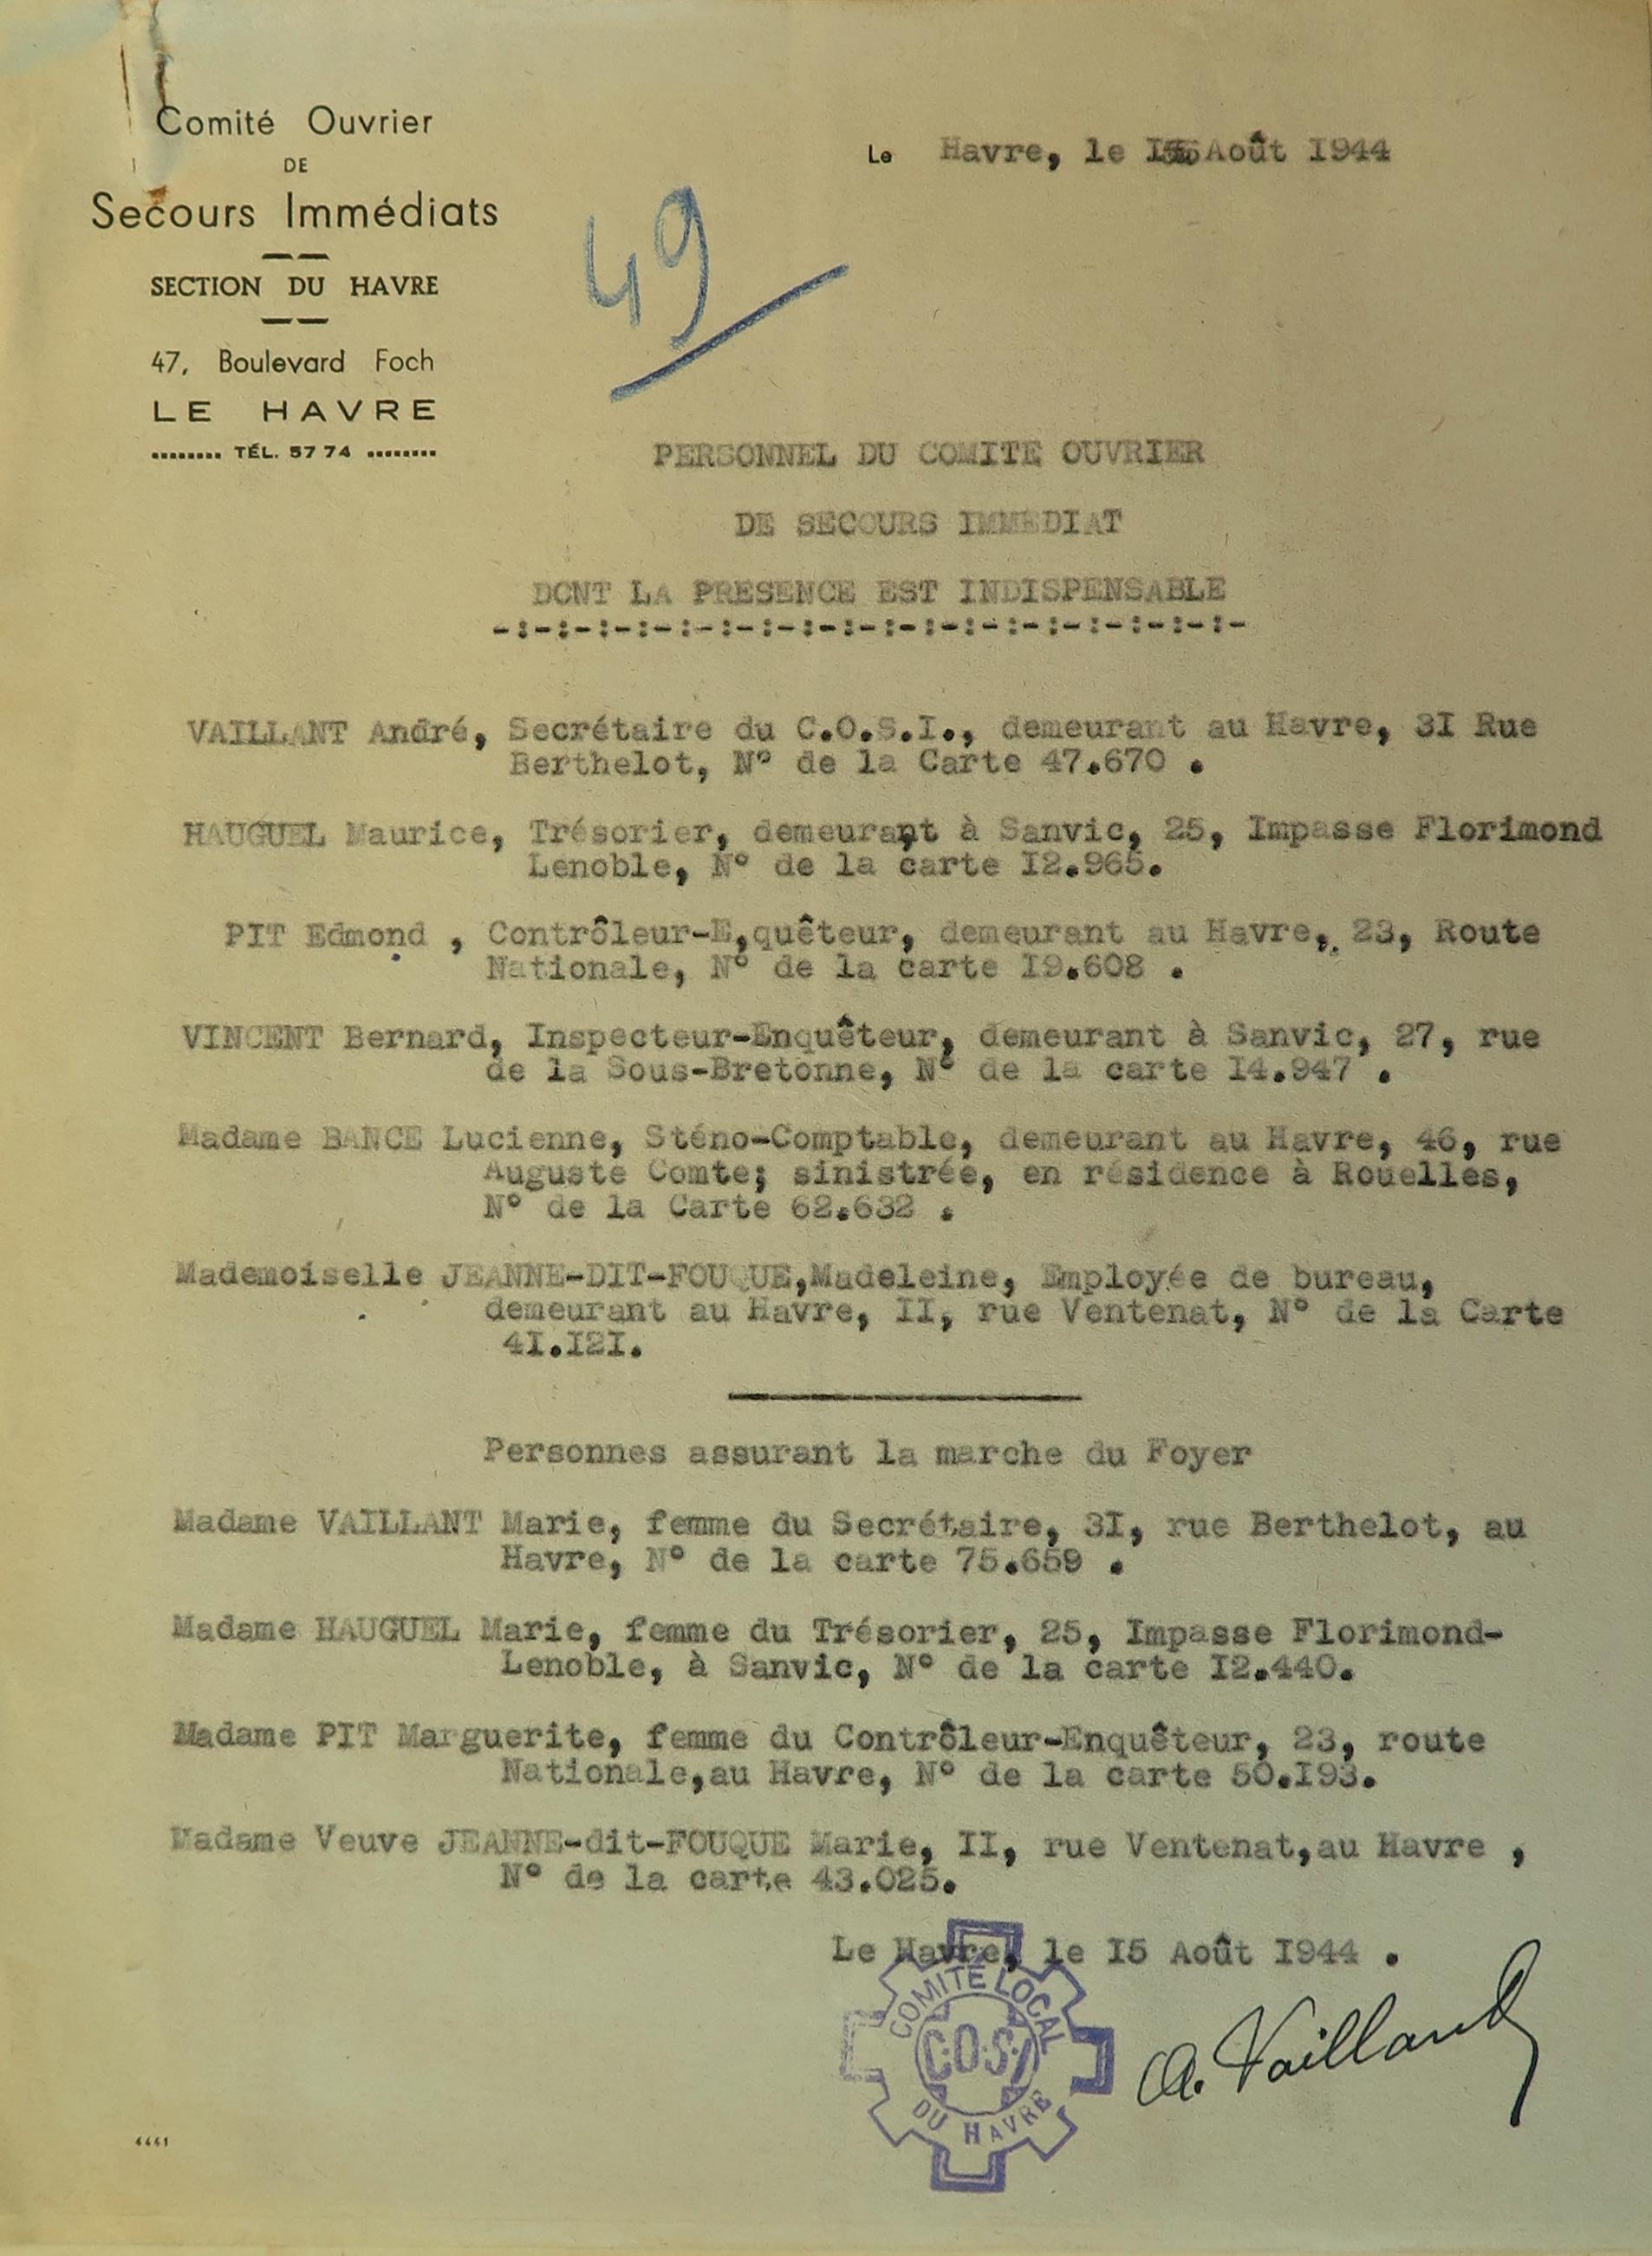 Comité Ouvrier
DE
Secours Immédiats
SECTION DU HAVRE
47, Boulevard Foch
LE HAVRE
........ TÉL. 57 74 ........
Le Havre, le Août I944
49
PERSONNEL DU COMITE OUVRIER
DE SECOURS IMMEDIAT
DONT LA PRESENCE EST INDISPENSABLE
-:-:-:-:-:-:-:-:-:-:-:-:-:-:-:-:-:-:-
VAILLANT André, Secrétaire du C.O.S.I., demeurant au Havre, 3I Rue
Berthelot, N° de la Carte 47.670 .
HAUGUEL Maurice, Trésorier, demeurant à Sanvic, 25, Impasse Florimond
Lenoble, N° de la carte I2.965.
PIT Edmond , Contrôleur-E,quêteur, demeurant au Havre, 23, Route
Nationale, N° de la carte I9.608 .
VINCENT Bernard, Inspecteur-Enquêteur, demeurant à Sanvic, 27, rue
de la Sous-Bretonne, N° de la carte I4.947 .
Madame BANCE Lucienne, Sténo-Comptable, demeurant au Havre, 46, rue
Auguste Comte; sinistrée, en résidence à Rouelles,
N° de la Carte 62.632 .
Mademoiselle JEANNE-DIT-FOUQUE,Madeleine, Employée de bureau,
demeurant au Havre, II, rue Ventenat, N° de la Carte
4I.I2I.
Personnes assurant la marche du Foyer
Madame VAILLANT Marie, femme du Secrétaire, 3I, rue Berthelot, au
Havre, N° de la carte 75.659 .
Madame HAUGUEL Marie, femme du Trésorier, 25, Impasse Florimond-
Lenoble, à Sanvic, N° de la carte I2.440.
Madame PIT Marguerite, femme du Contrôleur-Enquêteur, 23, route
Nationale,au Havre, N° de la carte 50.I93.
Madame Veuve JEANNE-dit-FOUQUE Marie, II, rue Ventenat,au Havre ,
N° de la carte 43.025.
Le Havre, le I5 Août I944 .
COMITÉ LOCAL
C.O.S.I
DU HAVRE
A. Vaillant
4441